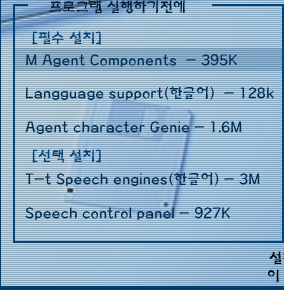 프로그램 실행하기전에
[필수 설치]
M Agent Components – 395K
Langguage support(한글어) – 128k
Agent character Genie – 1.6M
[선택 설치]
T-t Speech engines(한글어) – 3M
Speech control panel – 927K
이